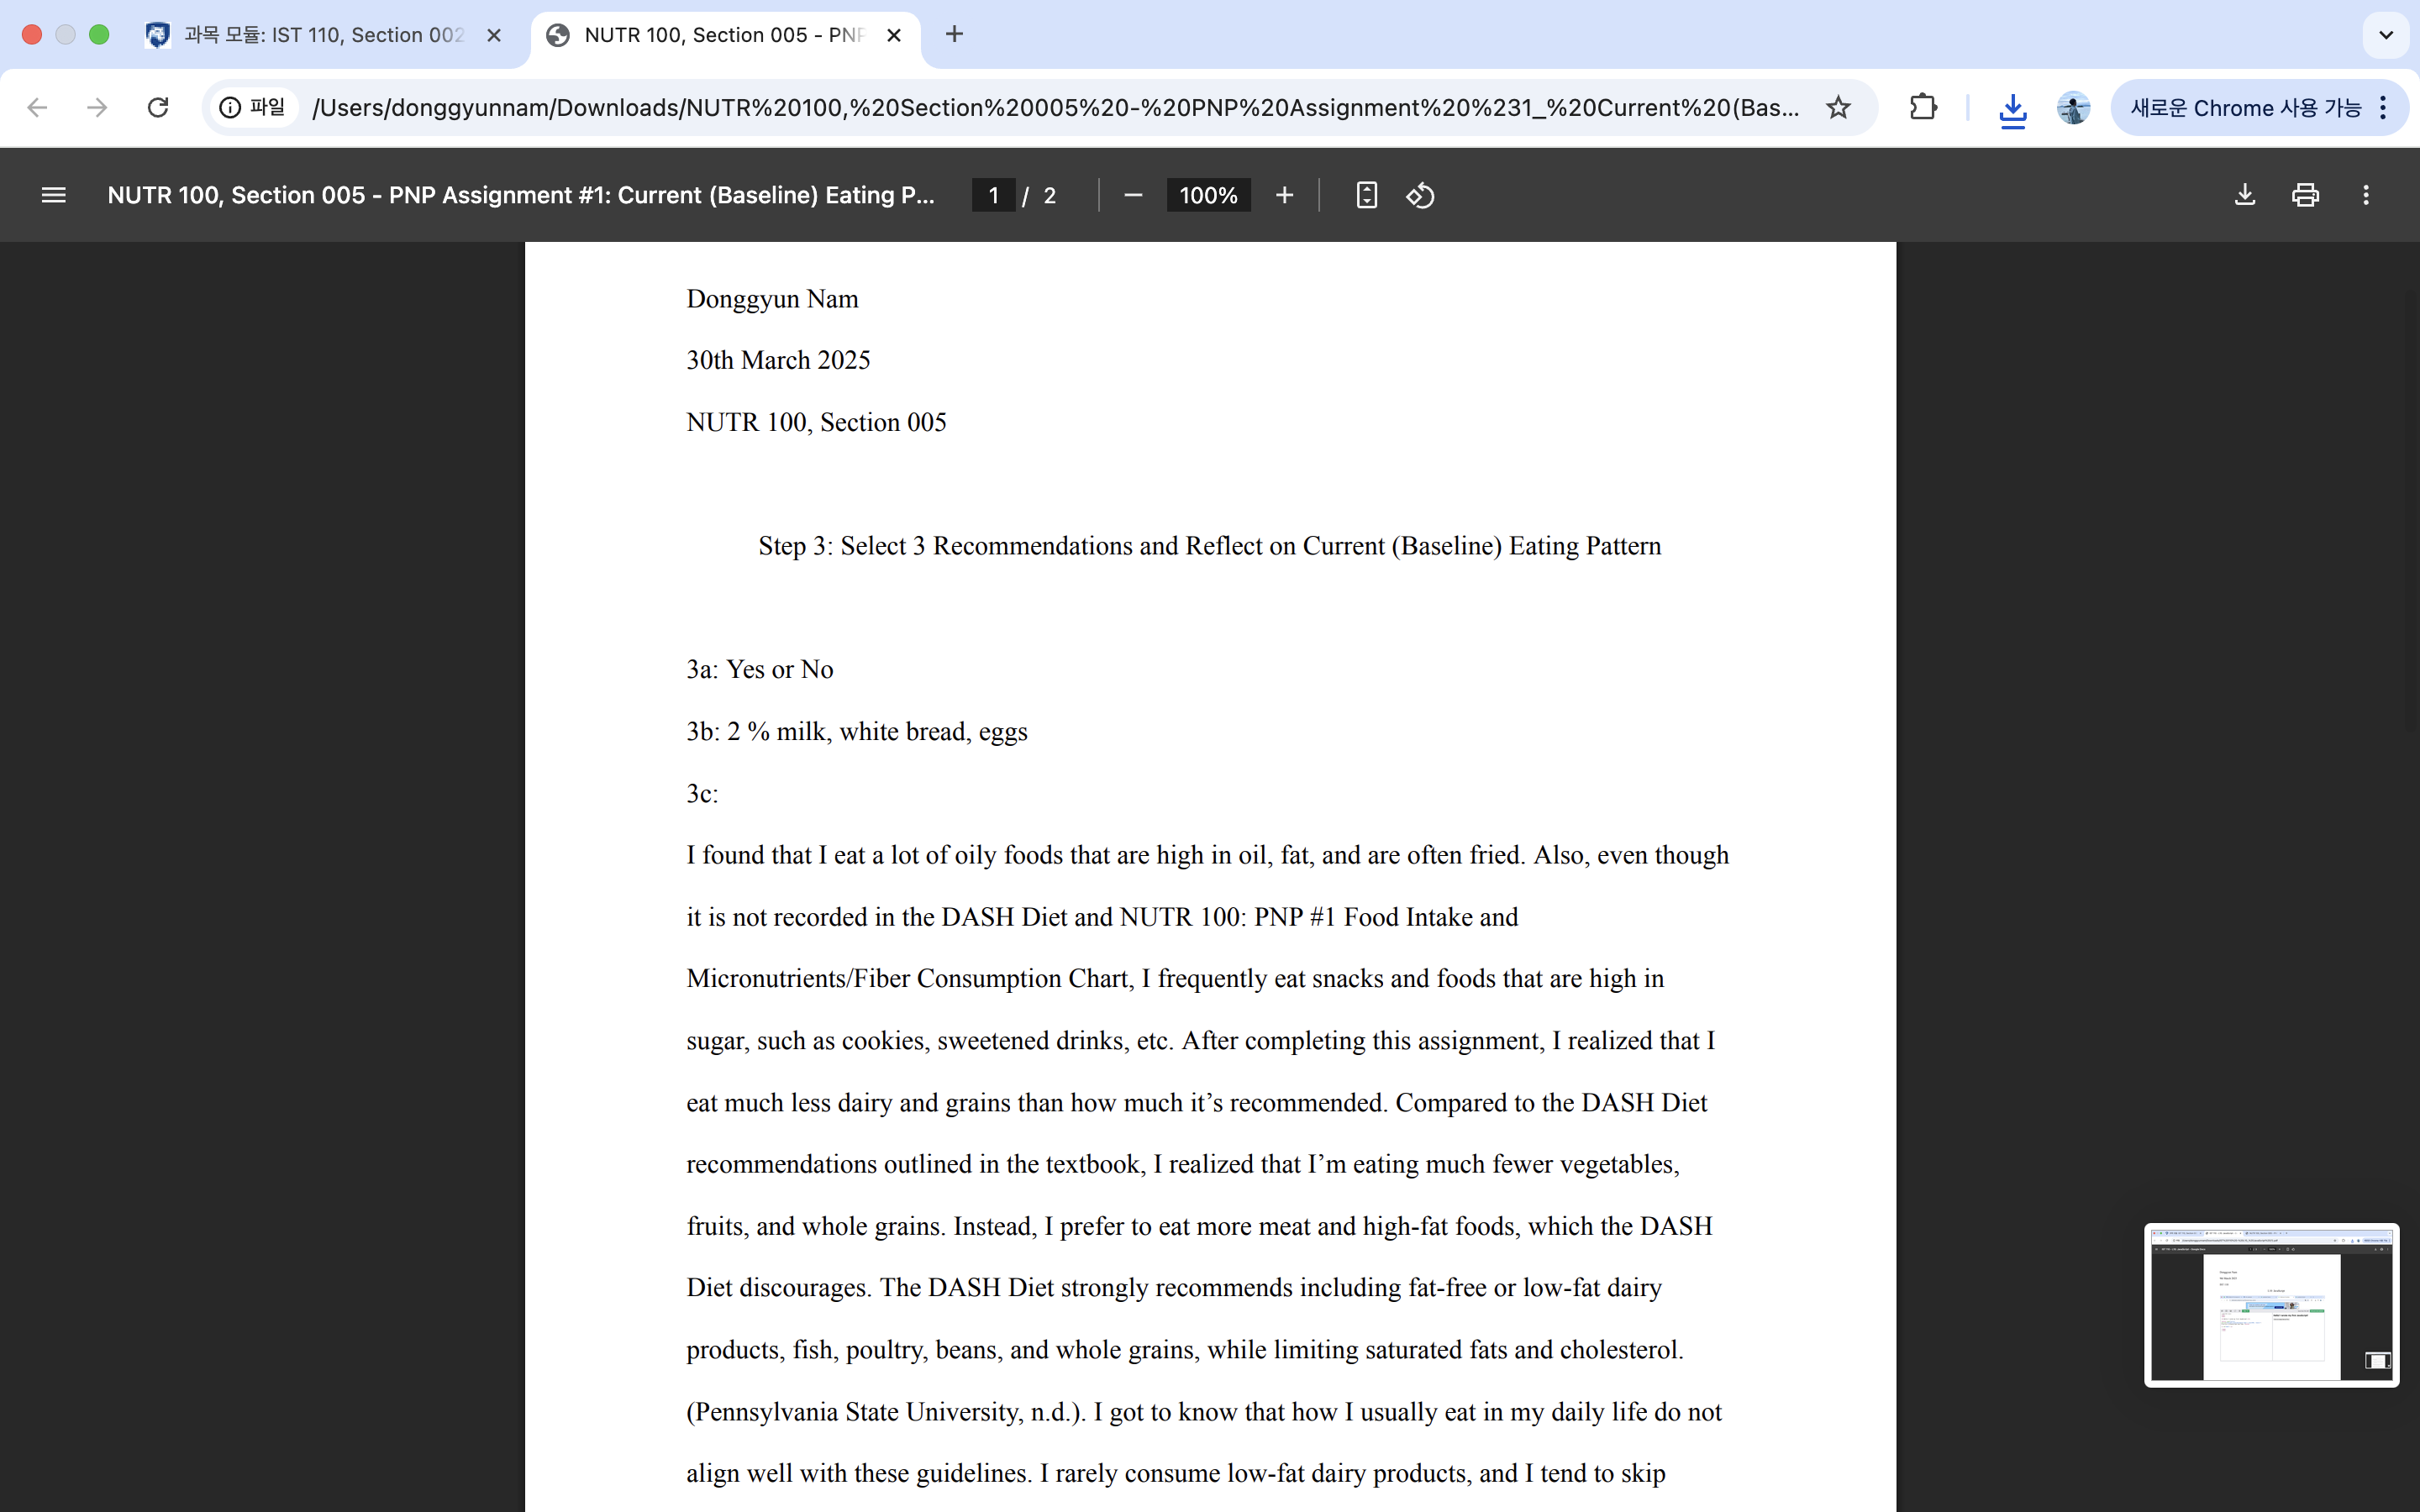 과목 모듈: IST 110, Section 002
NUTR 100, Section 005 - PNP
파일
/Users/donggyunnam/Downloads/NUTR%20100,%20Section%20005%20-%20PNP%20Assignment%20%231_%20Current%20(Bas...
새로운 Chrome 사용 가능
NUTR 100, Section 005 - PNP Assignment #1: Current (Baseline) Eating P...
1 / 2
100%
Donggyun Nam
30th March 2025
NUTR 100, Section 005
Step 3: Select 3 Recommendations and Reflect on Current (Baseline) Eating Pattern
3a: Yes or No
3b: 2 % milk, white bread, eggs
3c:
I found that I eat a lot of oily foods that are high in oil, fat, and are often fried. Also, even though
it is not recorded in the DASH Diet and NUTR 100: PNP #1 Food Intake and
Micronutrients/Fiber Consumption Chart, I frequently eat snacks and foods that are high in
sugar, such as cookies, sweetened drinks, etc. After completing this assignment, I realized that I
eat much less dairy and grains than how much it’s recommended. Compared to the DASH Diet
recommendations outlined in the textbook, I realized that I’m eating much fewer vegetables,
fruits, and whole grains. Instead, I prefer to eat more meat and high-fat foods, which the DASH
Diet discourages. The DASH Diet strongly recommends including fat-free or low-fat dairy
products, fish, poultry, beans, and whole grains, while limiting saturated fats and cholesterol.
(Pennsylvania State University, n.d.). I got to know that how I usually eat in my daily life do not
align well with these guidelines. I rarely consume low-fat dairy products, and I tend to skip